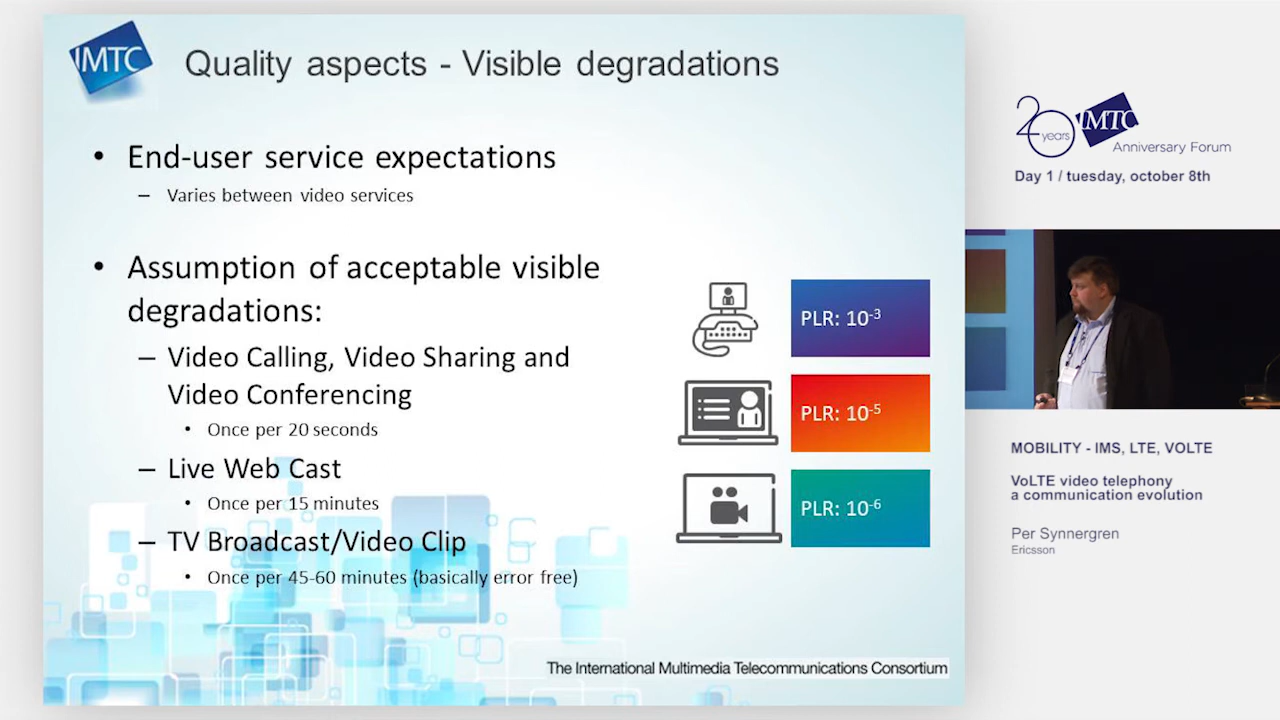 IMTC
Quality aspects - Visible degradations
• End-user service expectations
– Varies between video services
• Assumption of acceptable visible
degradations:
– Video Calling, Video Sharing and
Video Conferencing
• Once per 20 seconds
– Live Web Cast
• Once per 15 minutes
– TV Broadcast/Video Clip
• Once per 45-60 minutes (basically error free)
PLR: 10-3
PLR: 10-5
PLR: 10-6
The International Multimedia Telecommunications Consortium
20 years IMTC
Anniversary Forum
Day 1 / tuesday, october 8th
MOBILITY - IMS, LTE, VOLTE
VoLTE video telephony
a communication evolution
Per Synnergren
Ericsson